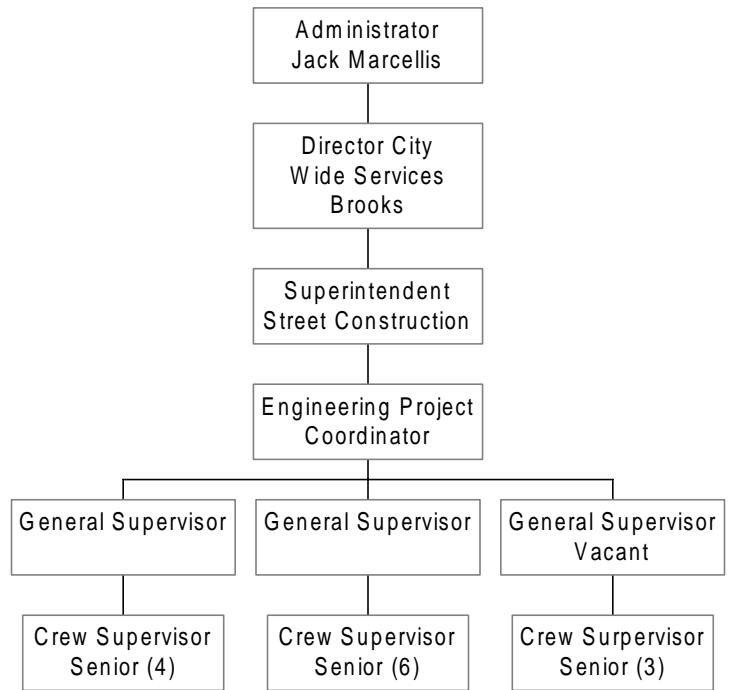 Administrator
Jack Marcellis
Director City
Wide Services
Brooks
Superintendent
Street Construction
Engineering Project
Coordinator
General Supervisor
General Supervisor
General Supervisor
Vacant
Crew Supervisor
Senior (4)
Crew Supervisor
Senior (6)
Crew Surpervisor
Senior (3)